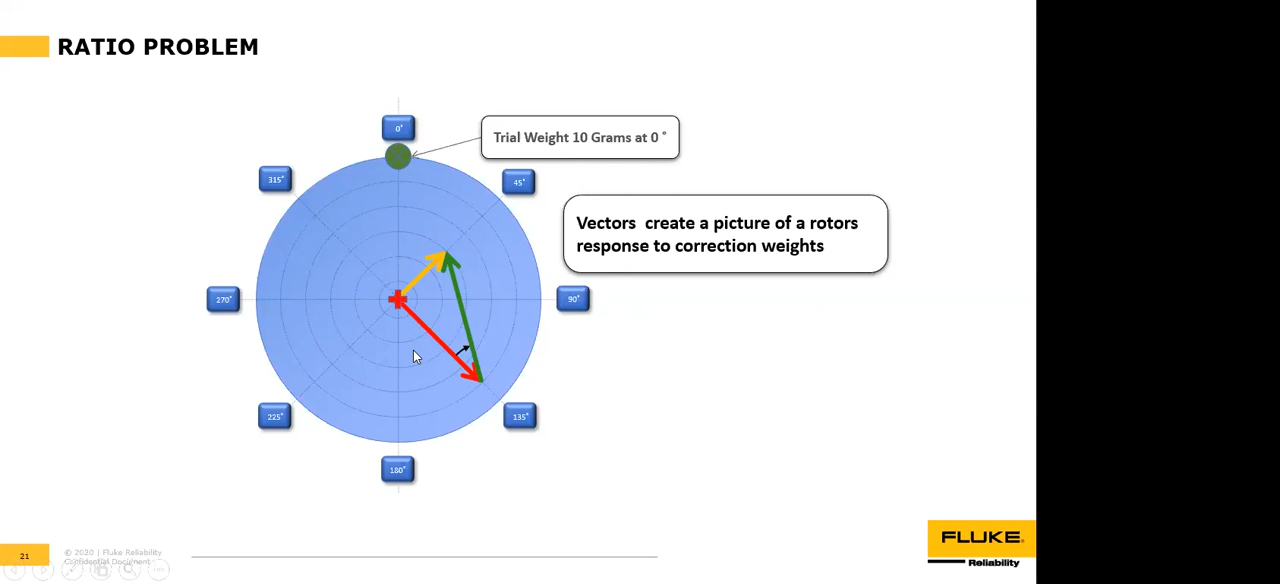 RATIO PROBLEM
0°
Trial Weight 10 Grams at 0 °
315°
45°
Vectors create a picture of a rotors
response to correction weights
270°
90°
225°
135°
180°
21
© 2020 | Fluke Reliability
Confidential Document
FLUKE®
Reliability